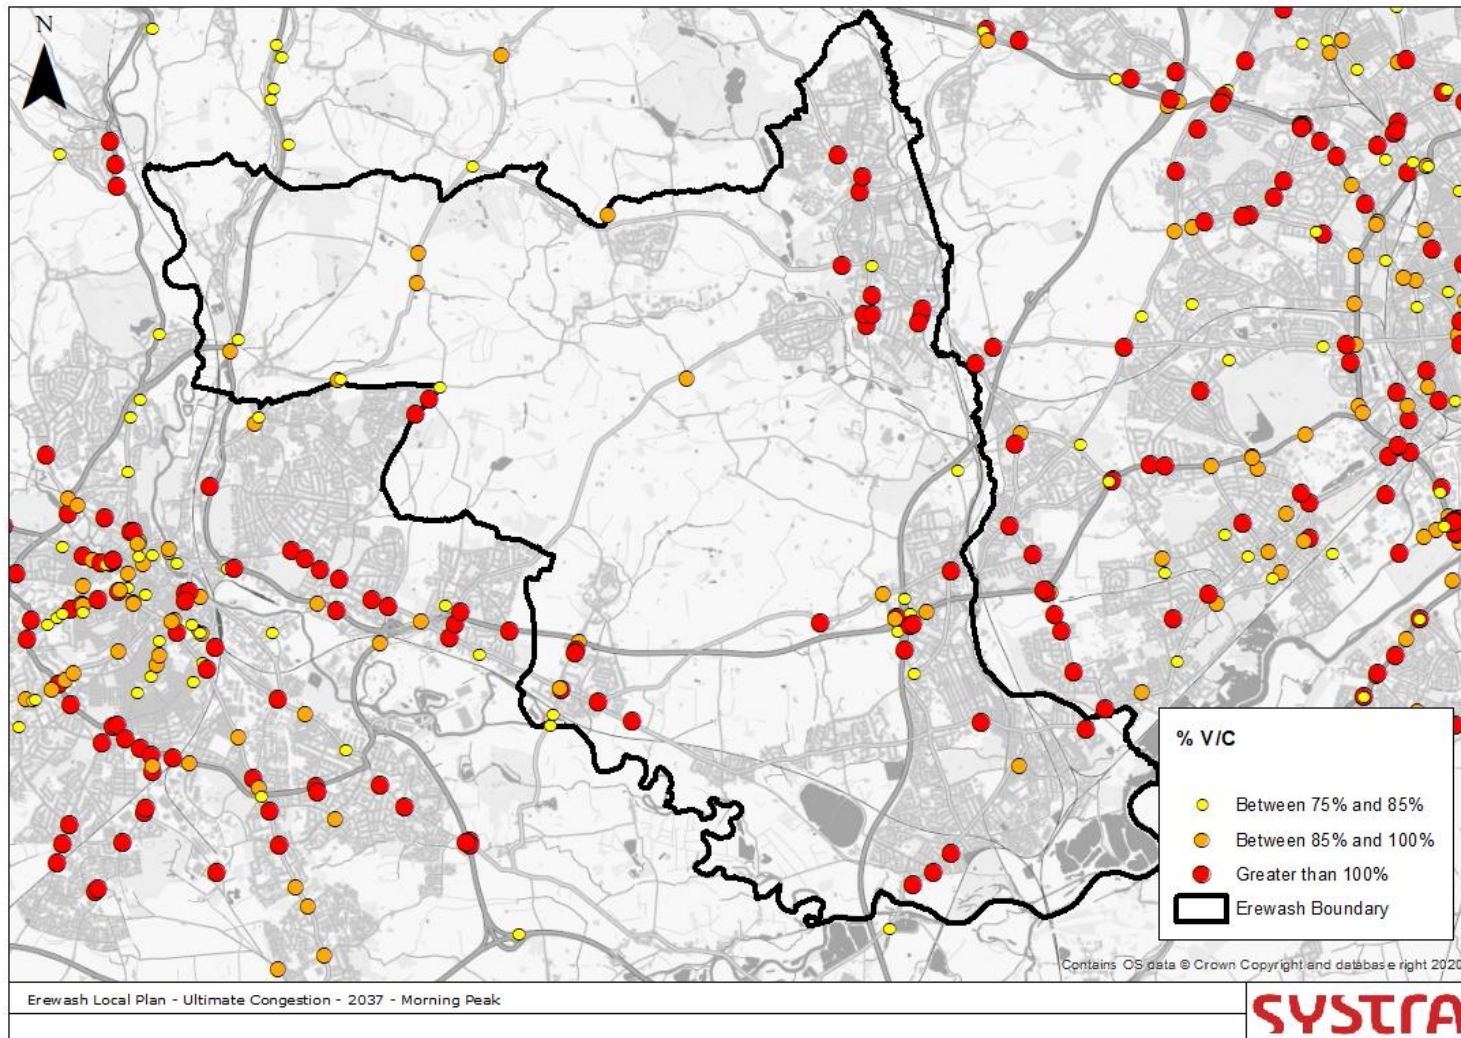 N
% V/C
Between 75% and 85%
Between 85% and 100%
Greater than 100%
Erewash Boundary
Contains OS data © Crown Copyright and database right 2020
Erewash Local Plan - Ultimate Congestion - 2037 - Morning Peak
SYSTRA